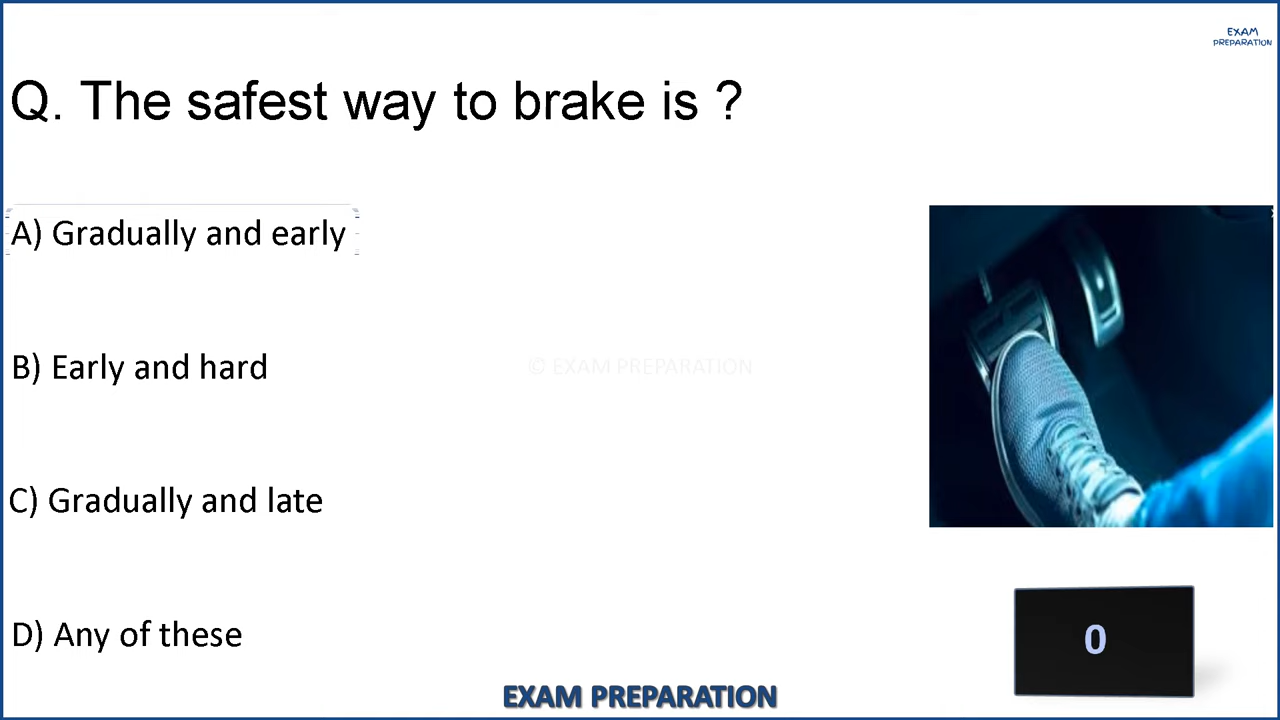 EXAM
PREPARATION
Q. The safest way to brake is ?
A) Gradually and early
B) Early and hard
© EXAM PREPARATION
C) Gradually and late
D) Any of these
0
EXAM PREPARATION